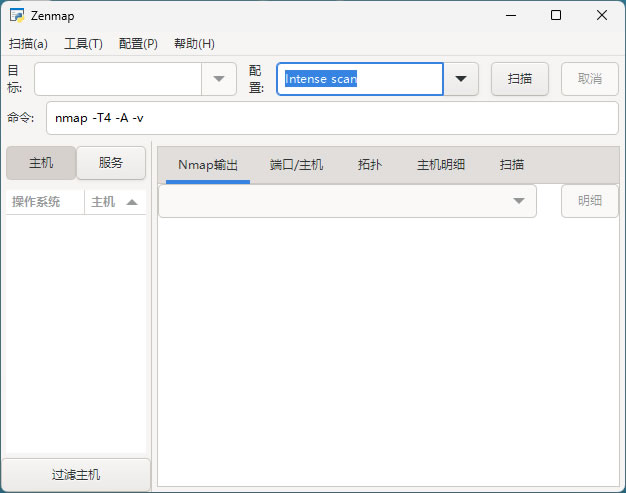 Zenmap
扫描(a) 工具(T) 配置(P) 帮助(H)
目标: 配置: Intense scan 扫描 取消
命令: nmap -T4 -A -v
主机 服务 Nmap输出 端口/主机 拓扑 主机明细 扫描
操作系统 主机 明细
过滤主机